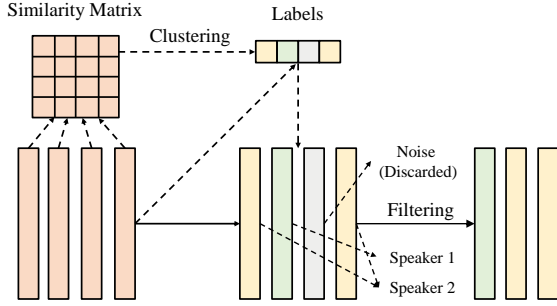 Similarity Matrix
Labels
Clustering
Noise
(Discarded)
Filtering
Speaker 1
Speaker 2